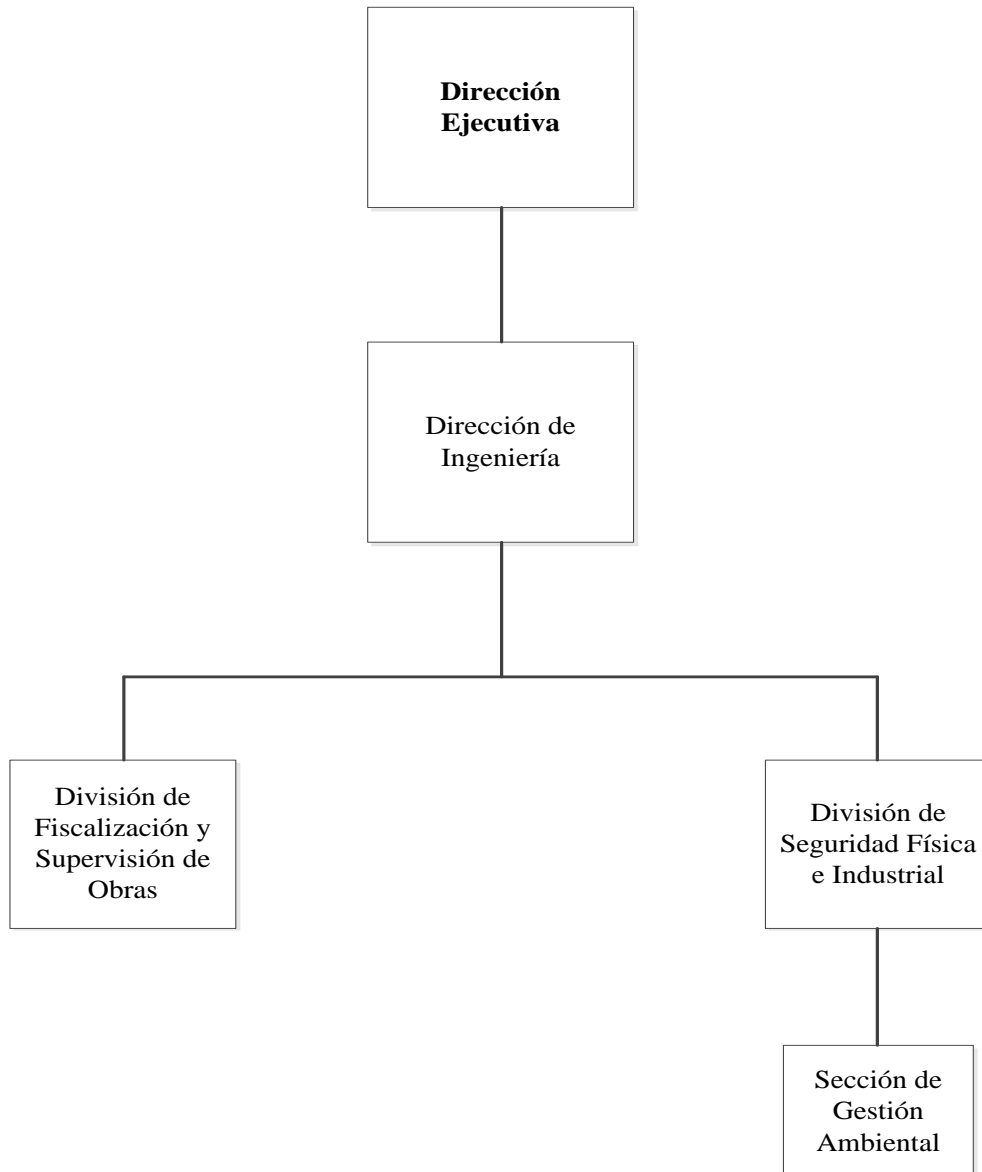 Dirección
Ejecutiva
Dirección de
Ingeniería
División de
Fiscalización y
Supervisión de
Obras
División de
Seguridad Física
e Industrial
Sección de
Gestión
Ambiental